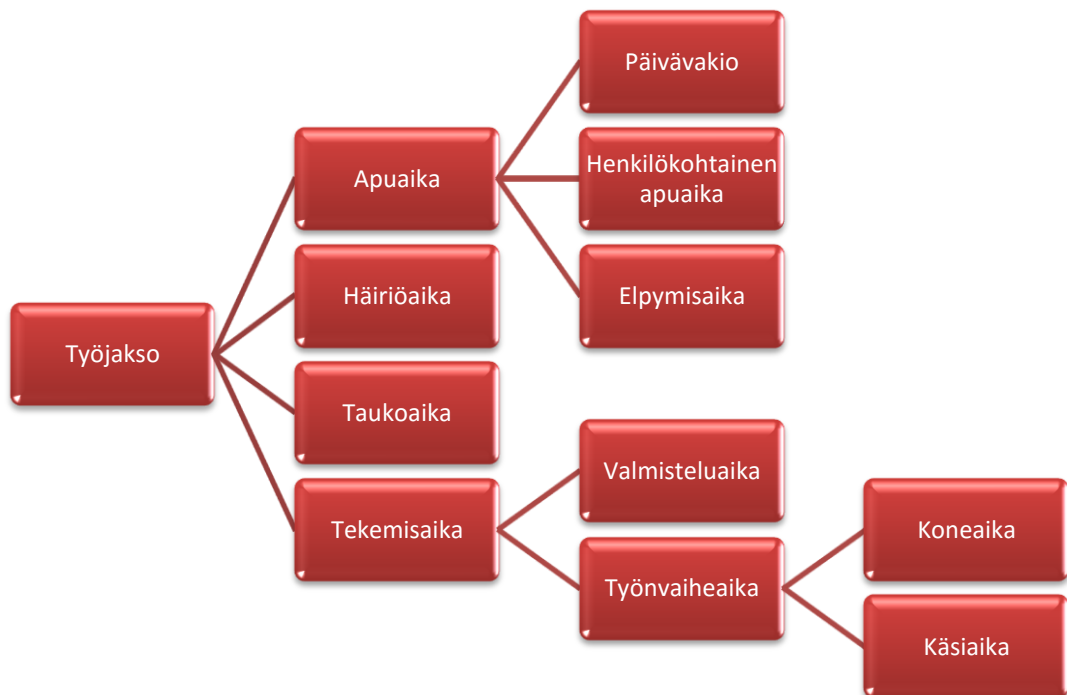 Työjakso
Apuaika
Päivävakio
Henkilökohtainen
apuaika
Elpymisaika
Häiriöaika
Taukoaika
Tekemisaika
Valmisteluaika
Työnvaiheaika
Koneaika
Käsiaika